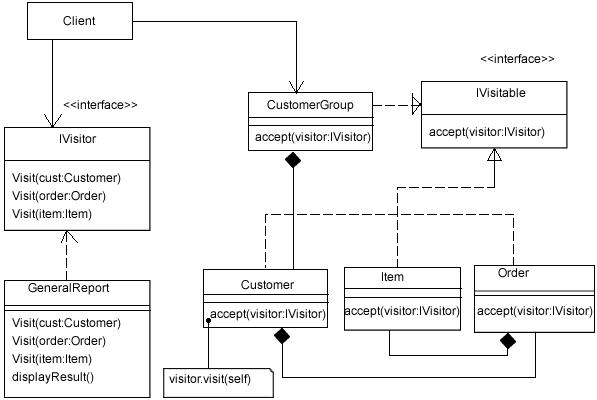 Client
<<interface>>
IVisitor
Visit(cust:Customer)
Visit(order:Order)
Visit(item:Item)
GeneralReport
Visit(cust:Customer)
Visit(order:Order)
Visit(item:Item)
displayResult()
CustomerGroup
accept(visitor:IVisitor)
<<interface>>
IVisitable
accept(visitor:IVisitor)
Customer
accept(visitor:IVisitor)
visitor.visit(self)
Item
accept(visitor:IVisitor)
Order
accept(visitor:IVisitor)